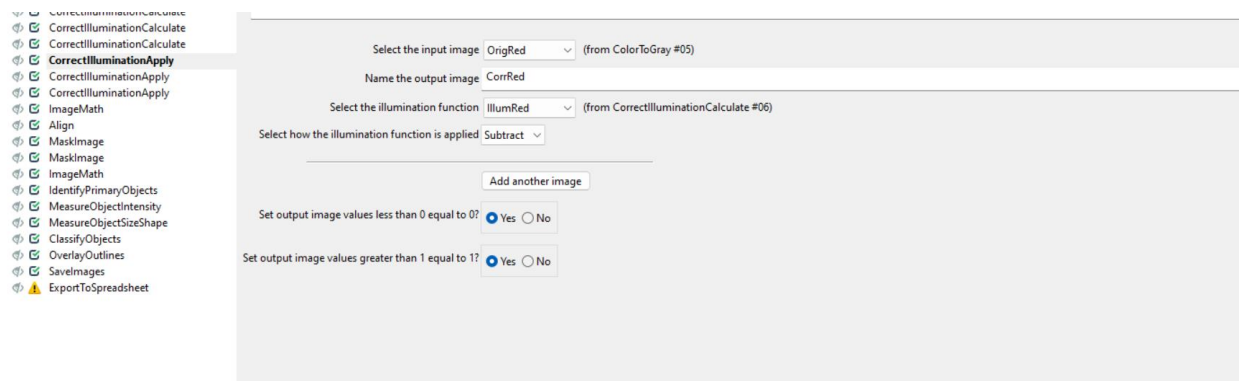 CorrectIlluminationCalculate
CorrectIlluminationCalculate
CorrectIlluminationCalculate
CorrectIlluminationApply
CorrectIlluminationApply
CorrectIlluminationApply
ImageMath
Align
MaskImage
MaskImage
ImageMath
IdentifyPrimaryObjects
MeasureObjectIntensity
MeasureObjectSizeShape
ClassifyObjects
OverlayOutlines
SaveImages
ExportToSpreadsheet
Select the input image OrigRed (from ColorToGray #05)
Name the output image CorrRed
Select the illumination function IllumRed (from CorrectIlluminationCalculate #06)
Select how the illumination function is applied Subtract
Add another image
Set output image values less than 0 equal to 0? Yes No
Set output image values greater than 1 equal to 1? Yes No